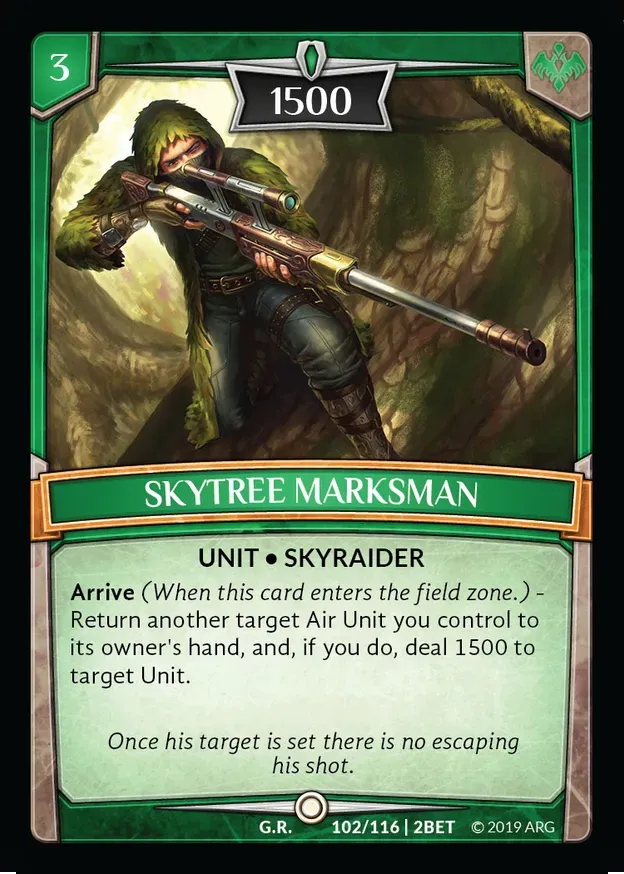 3
1500
SKYTREE MARKSMAN
UNIT • SKYRAIDER
Arrive (When this card enters the field zone.) -
Return another target Air Unit you control to
its owner's hand, and, if you do, deal 1500 to
target Unit.
Once his target is set there is no escaping
his shot.
G.R. 102/116 | 2BET © 2019 ARG